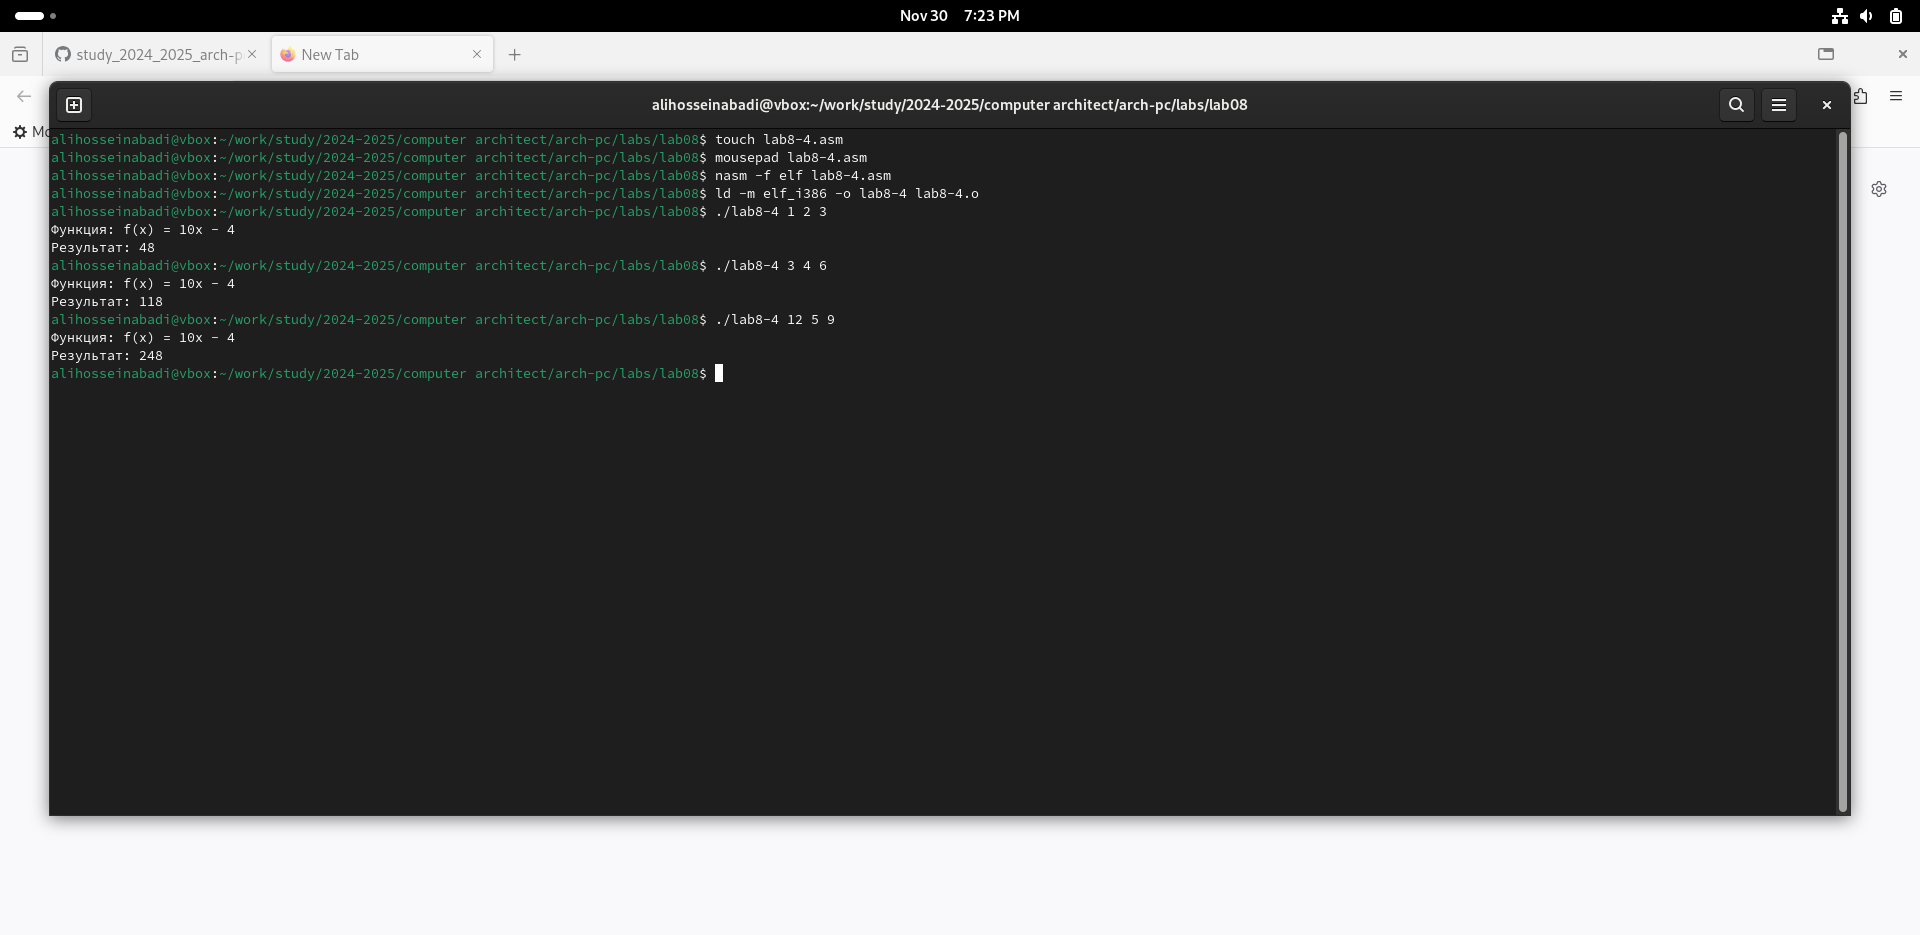 Nov 30 7:23 PM
study_2024_2025_arch-p
New Tab
alihosseinabadi@vbox:~/work/study/2024-2025/computer architect/arch-pc/labs/lab08
alihosseinabadi@vbox:~/work/study/2024-2025/computer architect/arch-pc/labs/lab08$ touch lab8-4.asm
alihosseinabadi@vbox:~/work/study/2024-2025/computer architect/arch-pc/labs/lab08$ mousepad lab8-4.asm
alihosseinabadi@vbox:~/work/study/2024-2025/computer architect/arch-pc/labs/lab08$ nasm -f elf lab8-4.asm
alihosseinabadi@vbox:~/work/study/2024-2025/computer architect/arch-pc/labs/lab08$ ld -m elf_i386 -o lab8-4 lab8-4.o
alihosseinabadi@vbox:~/work/study/2024-2025/computer architect/arch-pc/labs/lab08$ ./lab8-4 1 2 3
Функция: f(x) = 10x - 4
Результат: 48
alihosseinabadi@vbox:~/work/study/2024-2025/computer architect/arch-pc/labs/lab08$ ./lab8-4 3 4 6
Функция: f(x) = 10x - 4
Результат: 118
alihosseinabadi@vbox:~/work/study/2024-2025/computer architect/arch-pc/labs/lab08$ ./lab8-4 12 5 9
Функция: f(x) = 10x - 4
Результат: 248
alihosseinabadi@vbox:~/work/study/2024-2025/computer architect/arch-pc/labs/lab08$